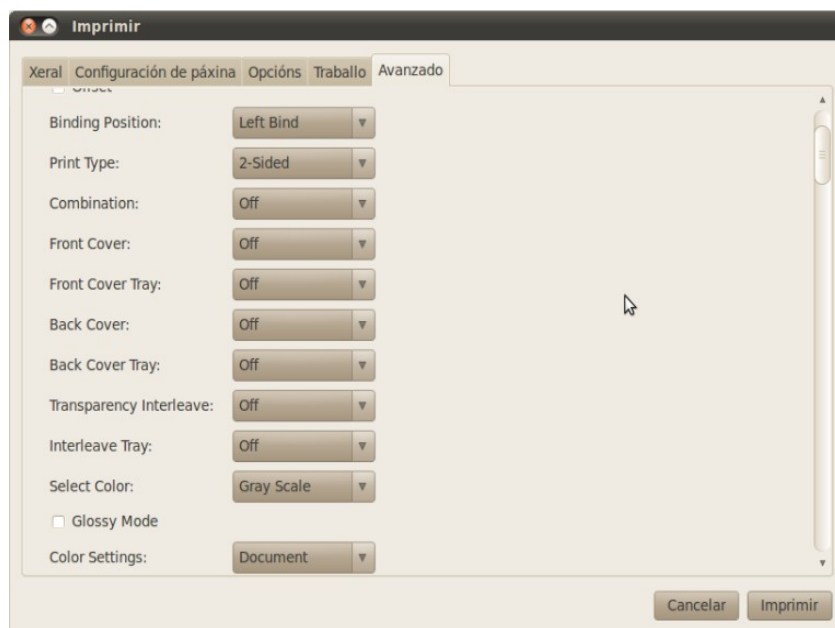 Imprimir
Xeral Configuración de páxina Opcións Traballo Avanzado
Offset
Binding Position: Left Bind
Print Type: 2-Sided
Combination: Off
Front Cover: Off
Front Cover Tray: Off
Back Cover: Off
Back Cover Tray: Off
Transparency Interleave: Off
Interleave Tray: Off
Select Color: Gray Scale
Glossy Mode
Color Settings: Document
Cancelar Imprimir